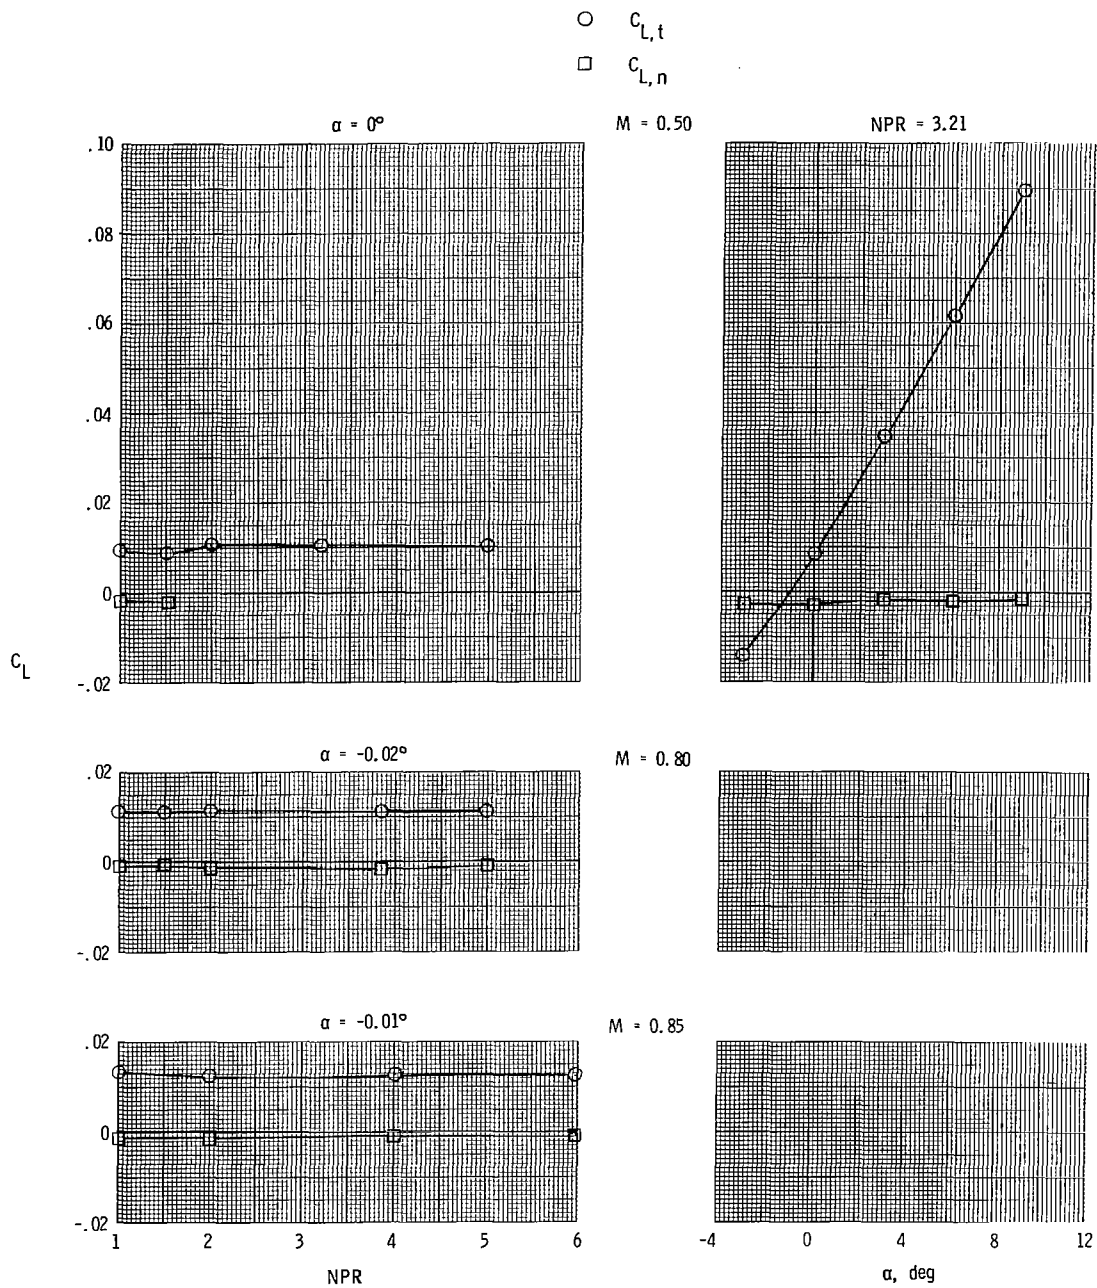 C_L,t
C_L,n
α = 0° M = 0.50 NPR = 3.21
.10
.08
.06
.04
.02
0
-.02
C_L
α = -0.02° M = 0.80
.02
0
-.02
α = -0.01° M = 0.85
.02
0
-.02
1 2 3 4 5 6 -4 0 4 8 12
NPR α, deg